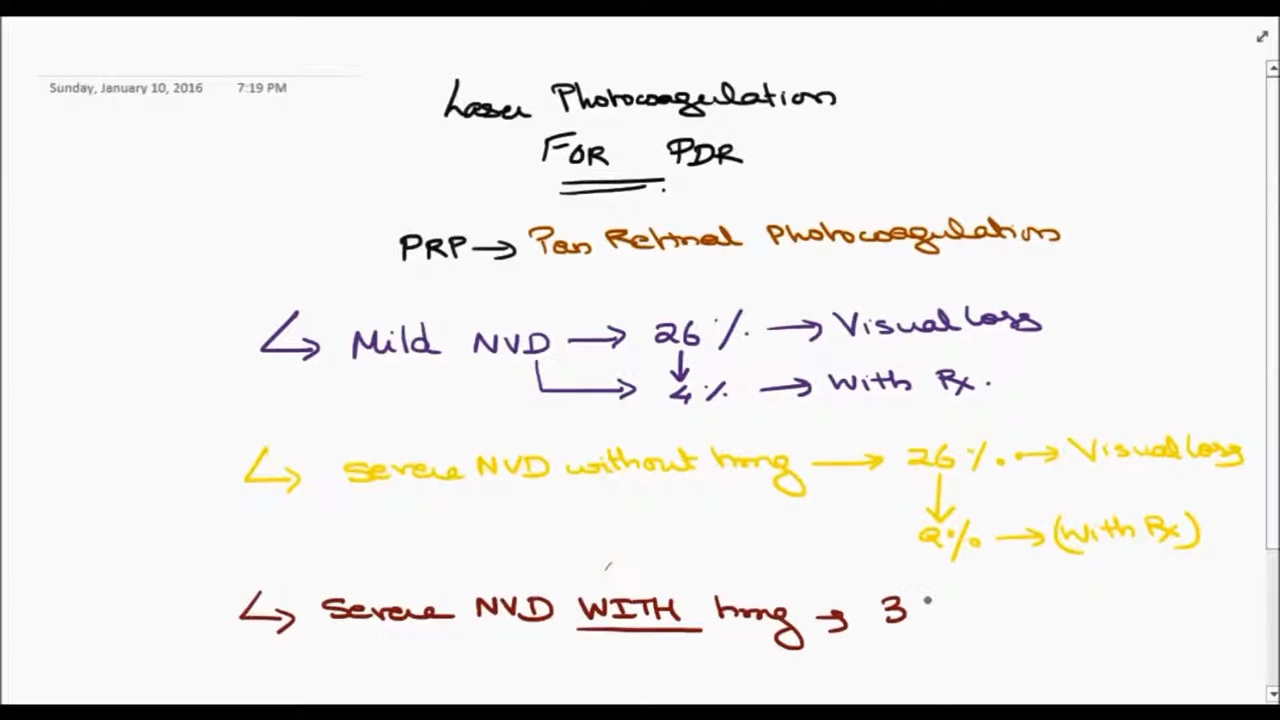 Sunday, January 10, 2016 7:19 PM
Laser Photocoagulation
FOR PDR
PRP → Pan Retinal Photocoagulation
↳ Mild NVD → 26 % → Visual Loss
↓
→ 4 % → With Rx.
↳ Severe NVD without hmg → 26 % → Visual Loss
↓
2 % → (With Rx)
↳ Severe NVD WITH hmg → 3